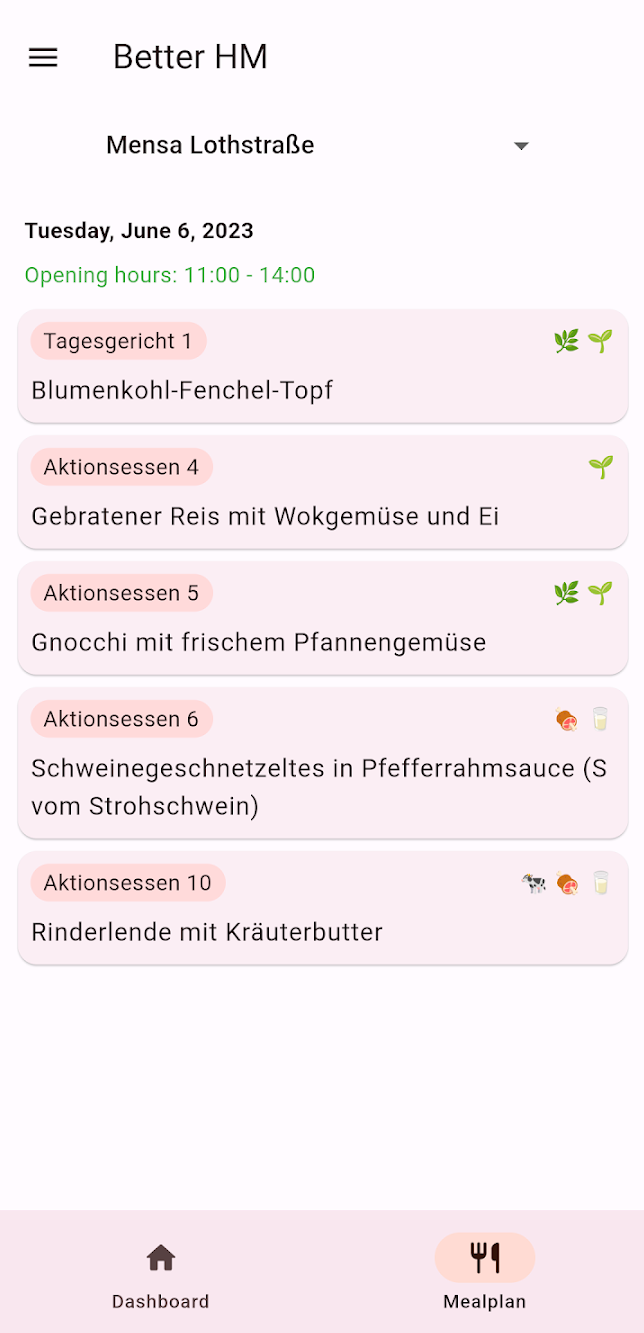 Better HM
Mensa Lothstraße
Tuesday, June 6, 2023
Opening hours: 11:00 - 14:00
Tagesgericht 1
Blumenkohl-Fenchel-Topf
Aktionsessen 4
Gebratener Reis mit Wokgemüse und Ei
Aktionsessen 5
Gnocchi mit frischem Pfannengemüse
Aktionsessen 6
Schweinegeschnetzeltes in Pfefferrahmsauce (S
vom Strohschwein)
Aktionsessen 10
Rinderlende mit Kräuterbutter
Dashboard
Mealplan